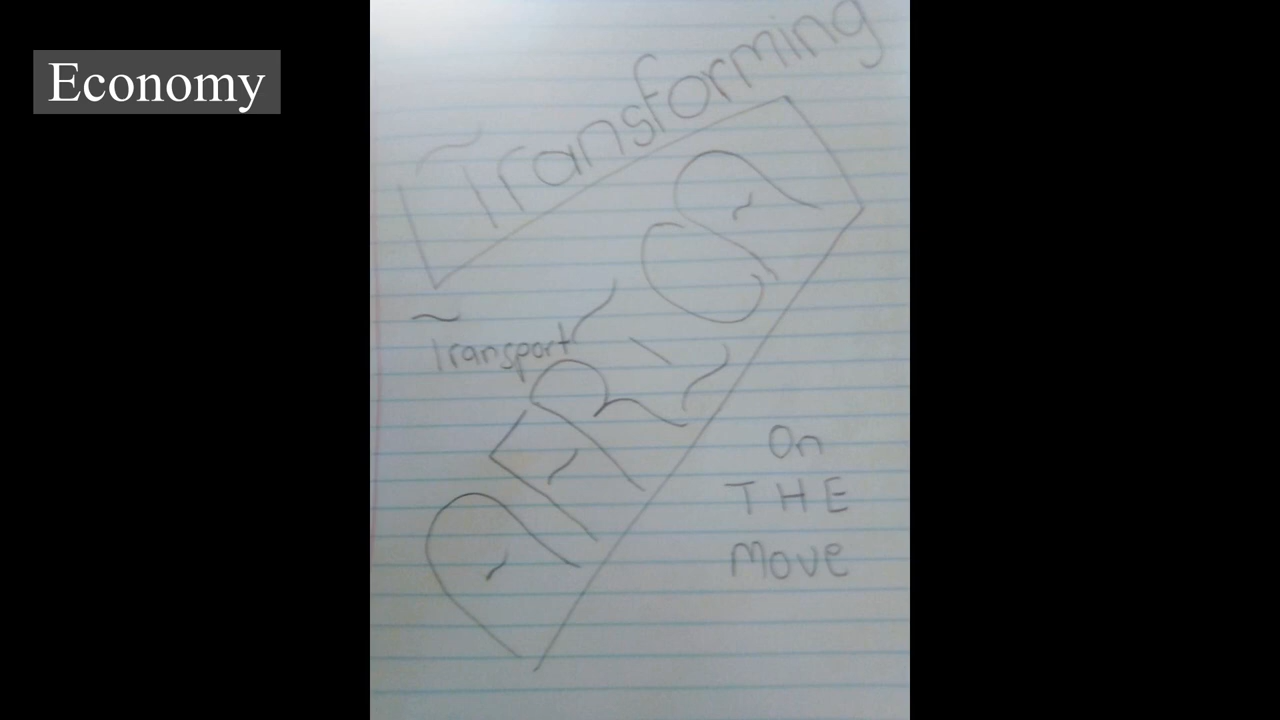 Economy
Transforming
AFRICA
Transport
On
THE
Move